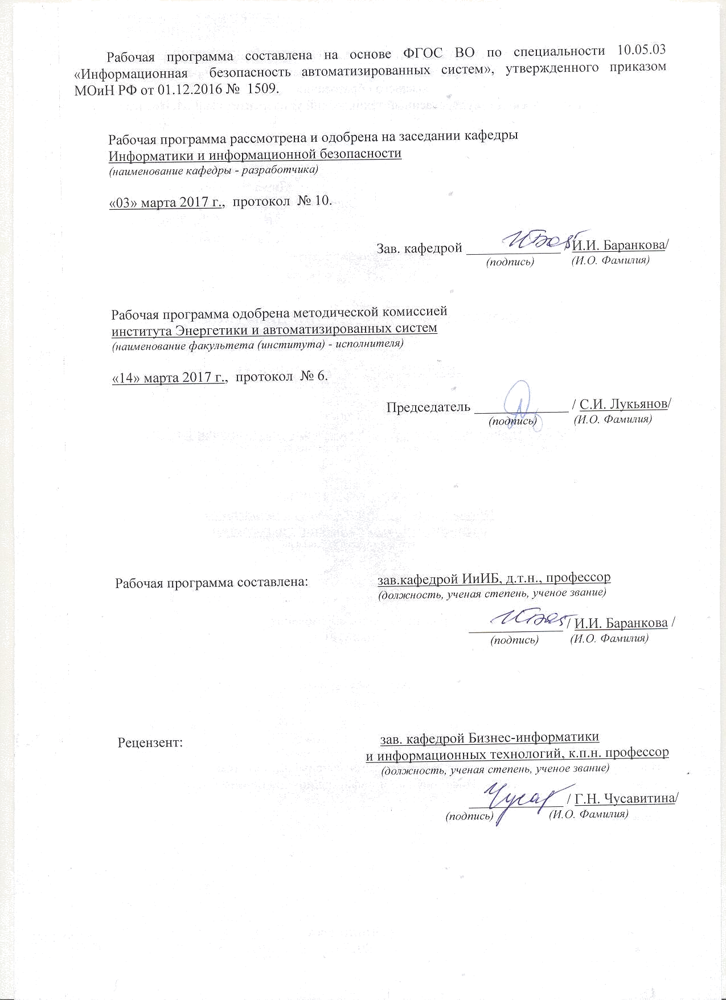 Рабочая программа составлена на основе ФГОС ВО по специальности 10.05.03
«Информационная безопасность автоматизированных систем», утвержденного приказом
МОиН РФ от 01.12.2016 № 1509.
Рабочая программа рассмотрена и одобрена на заседании кафедры
Информатики и информационной безопасности
(наименование кафедры - разработчика)
«03» марта 2017 г., протокол № 10.
Зав. кафедрой _____________ / И.И. Баранкова/
(подпись) (И.О. Фамилия)
Рабочая программа одобрена методической комиссией
института Энергетики и автоматизированных систем
(наименование факультета (института) - исполнителя)
«14» марта 2017 г., протокол № 6.
Председатель _____________ / С.И. Лукьянов/
(подпись) (И.О. Фамилия)
Рабочая программа составлена: зав.кафедрой ИиИБ, д.т.н., профессор
(должность, ученая степень, ученое звание)
_____________ / И.И. Баранкова /
(подпись) (И.О. Фамилия)
Рецензент: зав. кафедрой Бизнес-информатики
и информационных технологий, к.п.н. профессор
(должность, ученая степень, ученое звание)
_____________ / Г.Н. Чусавитина/
(подпись) (И.О. Фамилия)